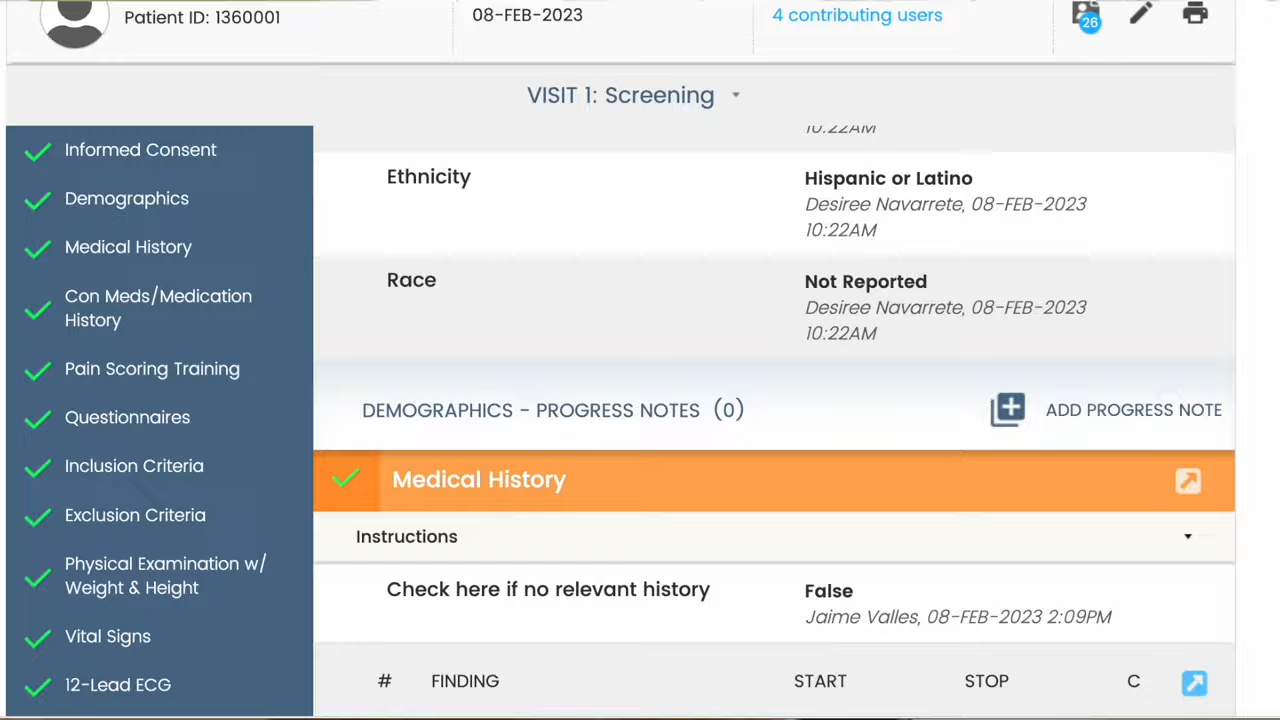 Patient ID: 1360001
08-FEB-2023
4 contributing users
26
VISIT 1: Screening
Informed Consent
Demographics
Medical History
Con Meds/Medication
History
Pain Scoring Training
Questionnaires
Inclusion Criteria
Exclusion Criteria
Physical Examination w/
Weight & Height
Vital Signs
12-Lead ECG
10:22AM
Ethnicity
Hispanic or Latino
Desiree Navarrete, 08-FEB-2023
10:22AM
Race
Not Reported
Desiree Navarrete, 08-FEB-2023
10:22AM
DEMOGRAPHICS - PROGRESS NOTES (0)
ADD PROGRESS NOTE
Medical History
Instructions
Check here if no relevant history
False
Jaime Valles, 08-FEB-2023 2:09PM
# FINDING START STOP C